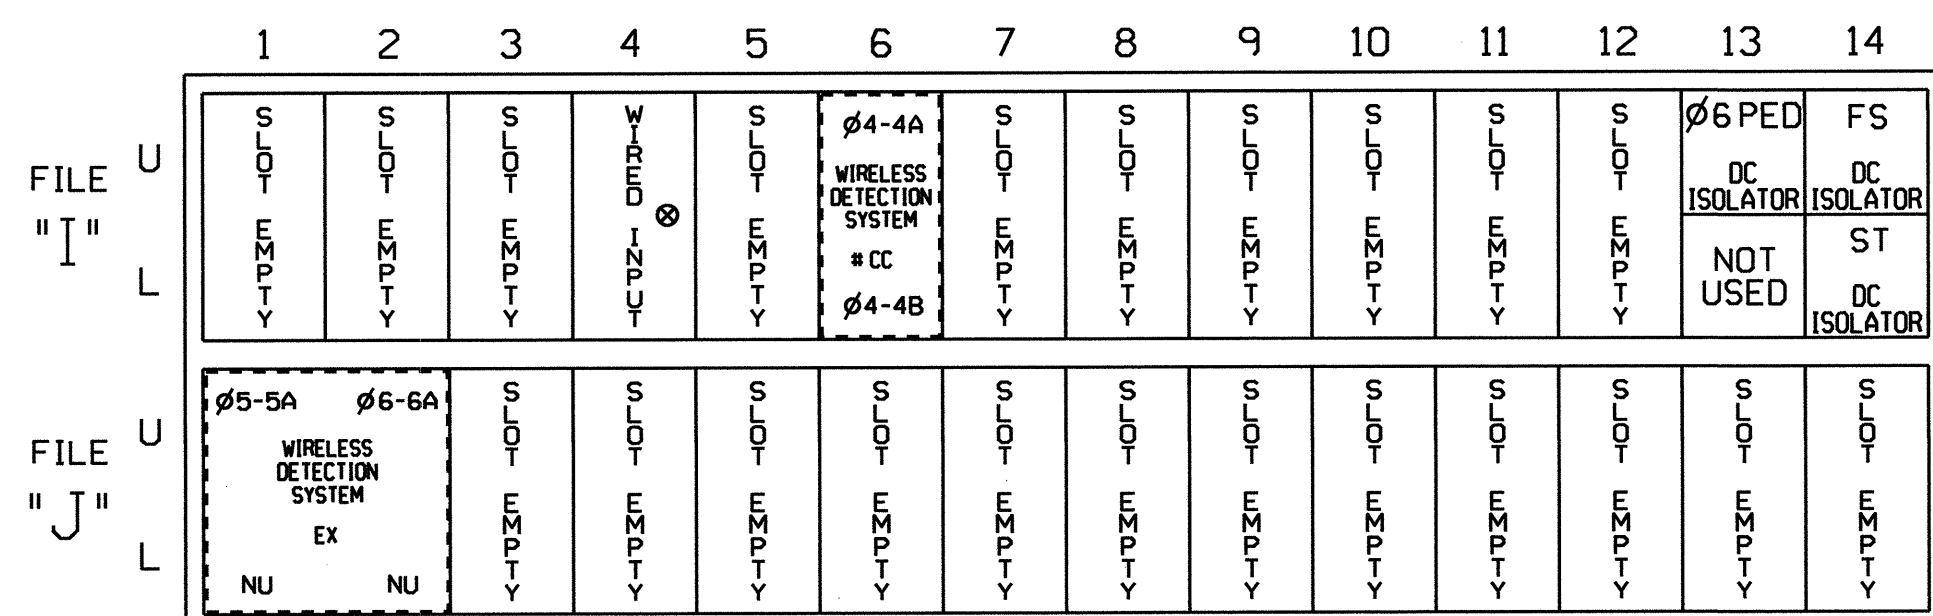 1 2 3 4 5 6 7 8 9 10 11 12 13 14
FILE "I"
U
L
SLOT EMPTY
SLOT EMPTY
SLOT EMPTY
WIRED INPUT
SLOT EMPTY
Ø4-4A
WIRELESS
DETECTION
SYSTEM
# CC
Ø4-4B
SLOT EMPTY
SLOT EMPTY
SLOT EMPTY
SLOT EMPTY
SLOT EMPTY
SLOT EMPTY
Ø6 PED
DC
ISOLATOR
NOT
USED
FS
DC
ISOLATOR
ST
DC
ISOLATOR
FILE "J"
U
L
Ø5-5A Ø6-6A
WIRELESS
DETECTION
SYSTEM
EX
NU NU
SLOT EMPTY
SLOT EMPTY
SLOT EMPTY
SLOT EMPTY
SLOT EMPTY
SLOT EMPTY
SLOT EMPTY
SLOT EMPTY
SLOT EMPTY
SLOT EMPTY
SLOT EMPTY
SLOT EMPTY